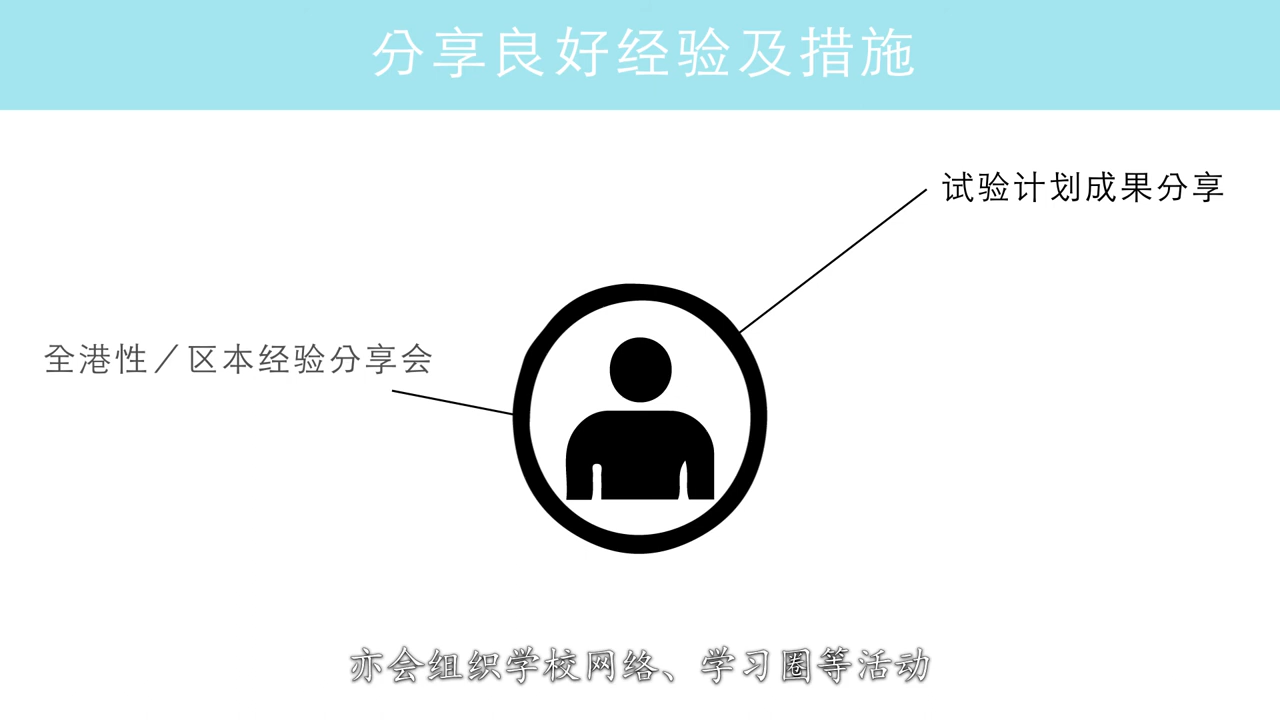 分享良好经验及措施
试验计划成果分享
全港性／区本经验分享会
亦会组织学校网络、学习圈等活动